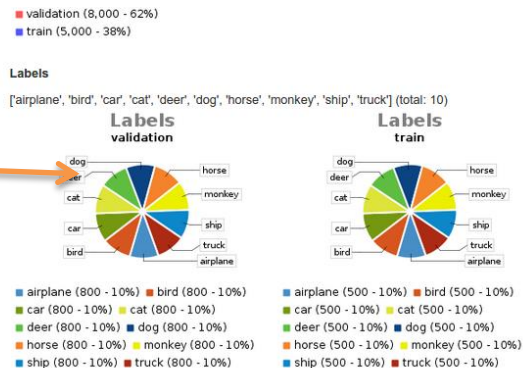 validation (8,000 - 62%)
train (5,000 - 38%)
Labels
['airplane', 'bird', 'car', 'cat', 'deer', 'dog', 'horse', 'monkey', 'ship', 'truck'] (total: 10)
Labels
validation
dog
deer
cat
car
bird
horse
monkey
ship
truck
airplane
airplane (800 - 10%) bird (800 - 10%)
car (800 - 10%) cat (800 - 10%)
deer (800 - 10%) dog (800 - 10%)
horse (800 - 10%) monkey (800 - 10%)
ship (800 - 10%) truck (800 - 10%)
Labels
train
dog
deer
cat
car
bird
horse
monkey
ship
truck
airplane
airplane (500 - 10%) bird (500 - 10%)
car (500 - 10%) cat (500 - 10%)
deer (500 - 10%) dog (500 - 10%)
horse (500 - 10%) monkey (500 - 10%)
ship (500 - 10%) truck (500 - 10%)